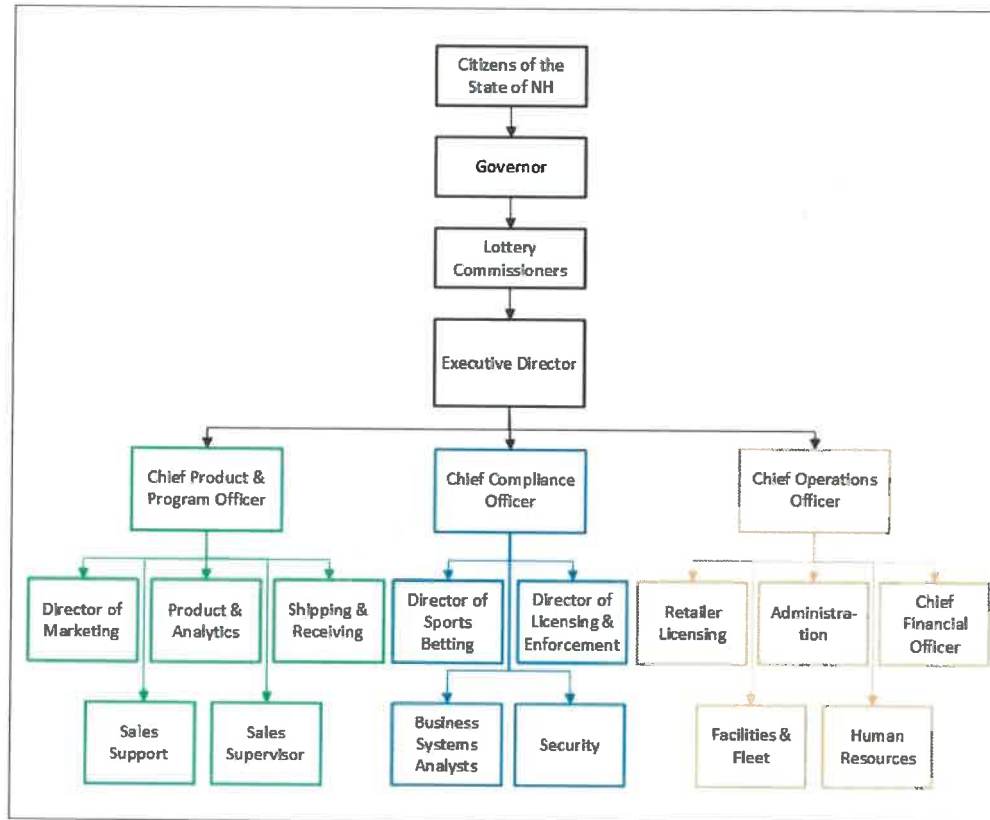 Citizens of the
State of NH
Governor
Lottery
Commissioners
Executive Director
Chief Product &
Program Officer
Chief Compliance
Officer
Chief Operations
Officer
Director of
Marketing
Product &
Analytics
Shipping &
Receiving
Director of
Sports
Betting
Director of
Licensing &
Enforcement
Retailer
Licensing
Administra-
tion
Chief
Financial
Officer
Sales
Support
Sales
Supervisor
Business
Systems
Analysts
Security
Facilities &
Fleet
Human
Resources